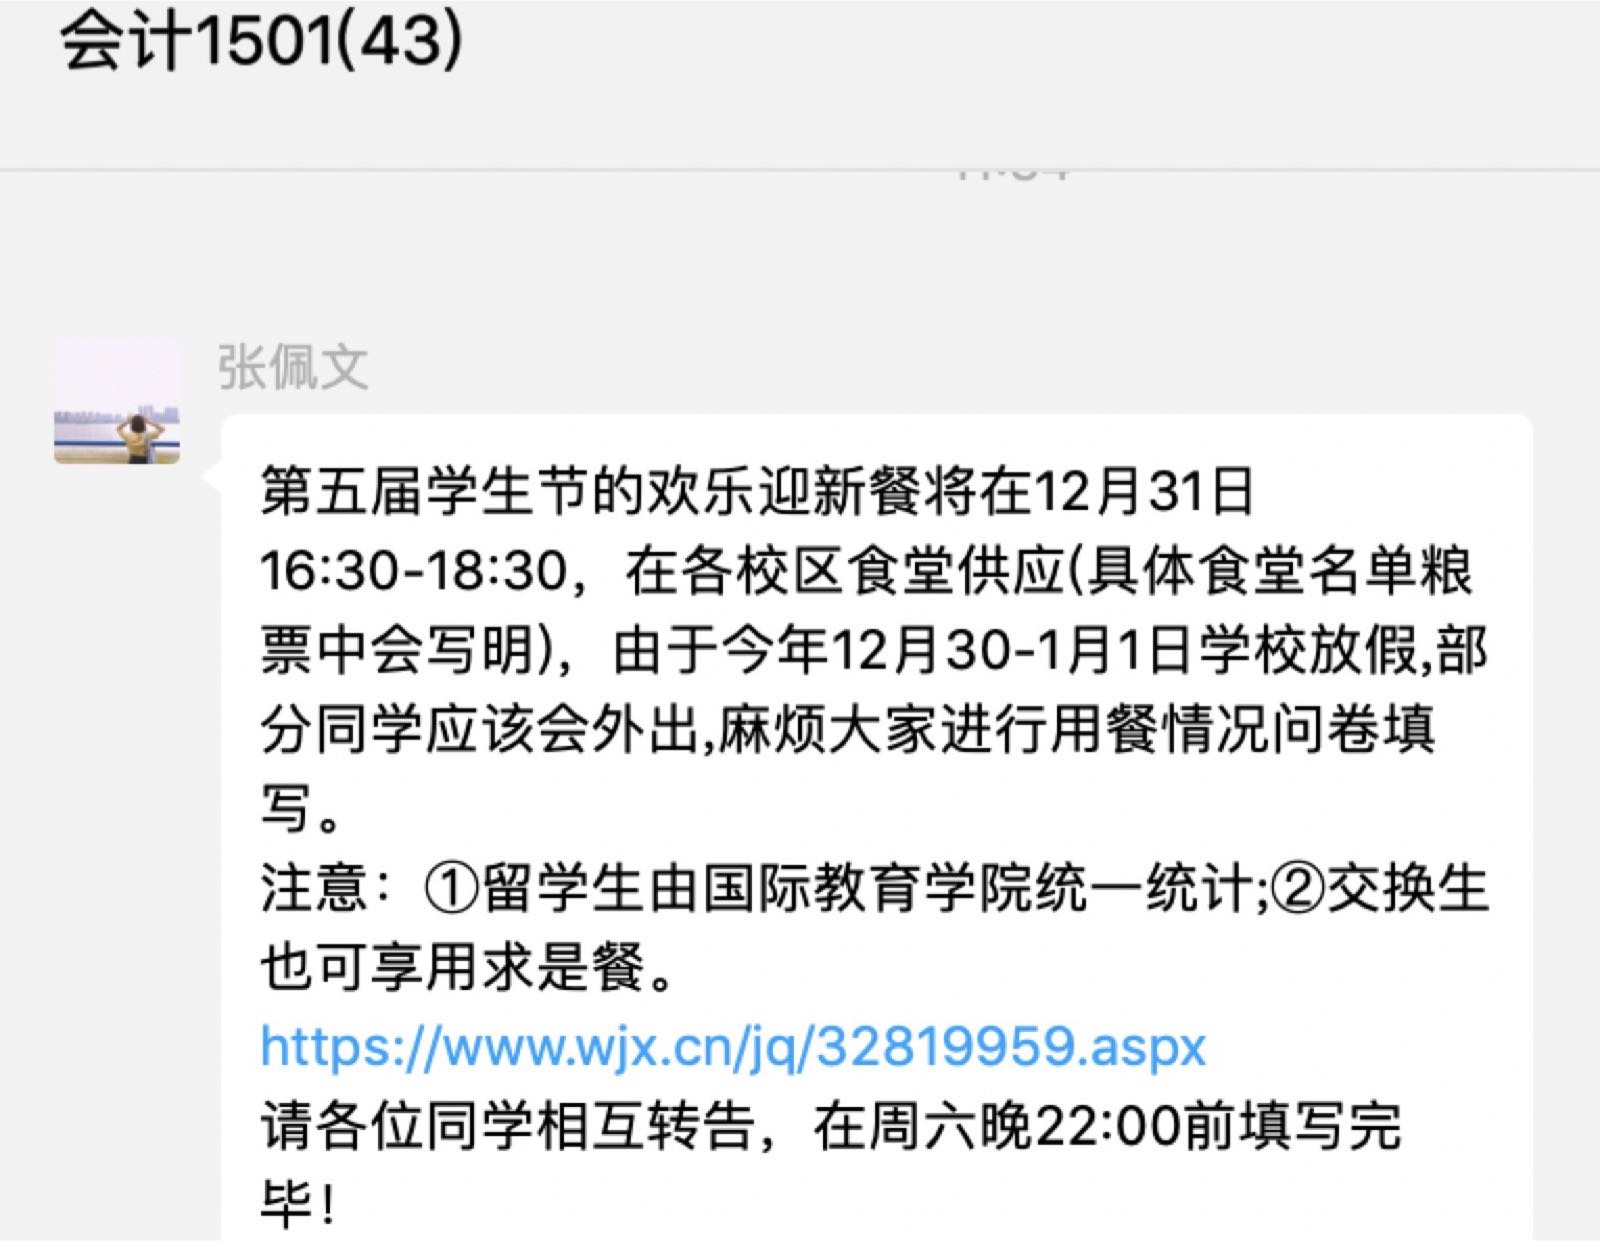 会计1501(43)
张佩文
第五届学生节的欢乐迎新餐将在12月31日
16:30-18:30，在各校区食堂供应(具体食堂名单粮
票中会写明)，由于今年12月30-1月1日学校放假,部
分同学应该会外出,麻烦大家进行用餐情况问卷填
写。
注意：①留学生由国际教育学院统一统计;②交换生
也可享用求是餐。
https://www.wjx.cn/jq/32819959.aspx
请各位同学相互转告，在周六晚22:00前填写完
毕！